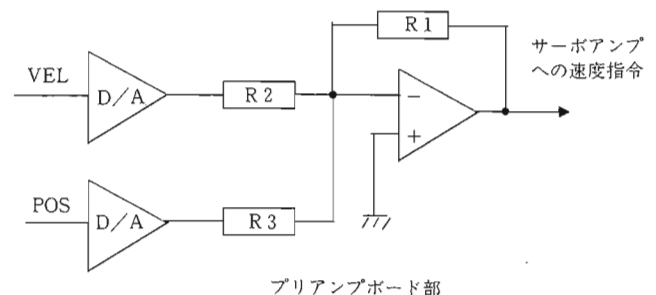 R1
サーボアンプ
への速度指令
VEL
D/A
R2
−
+
POS
D/A
R3
プリアンプボード部